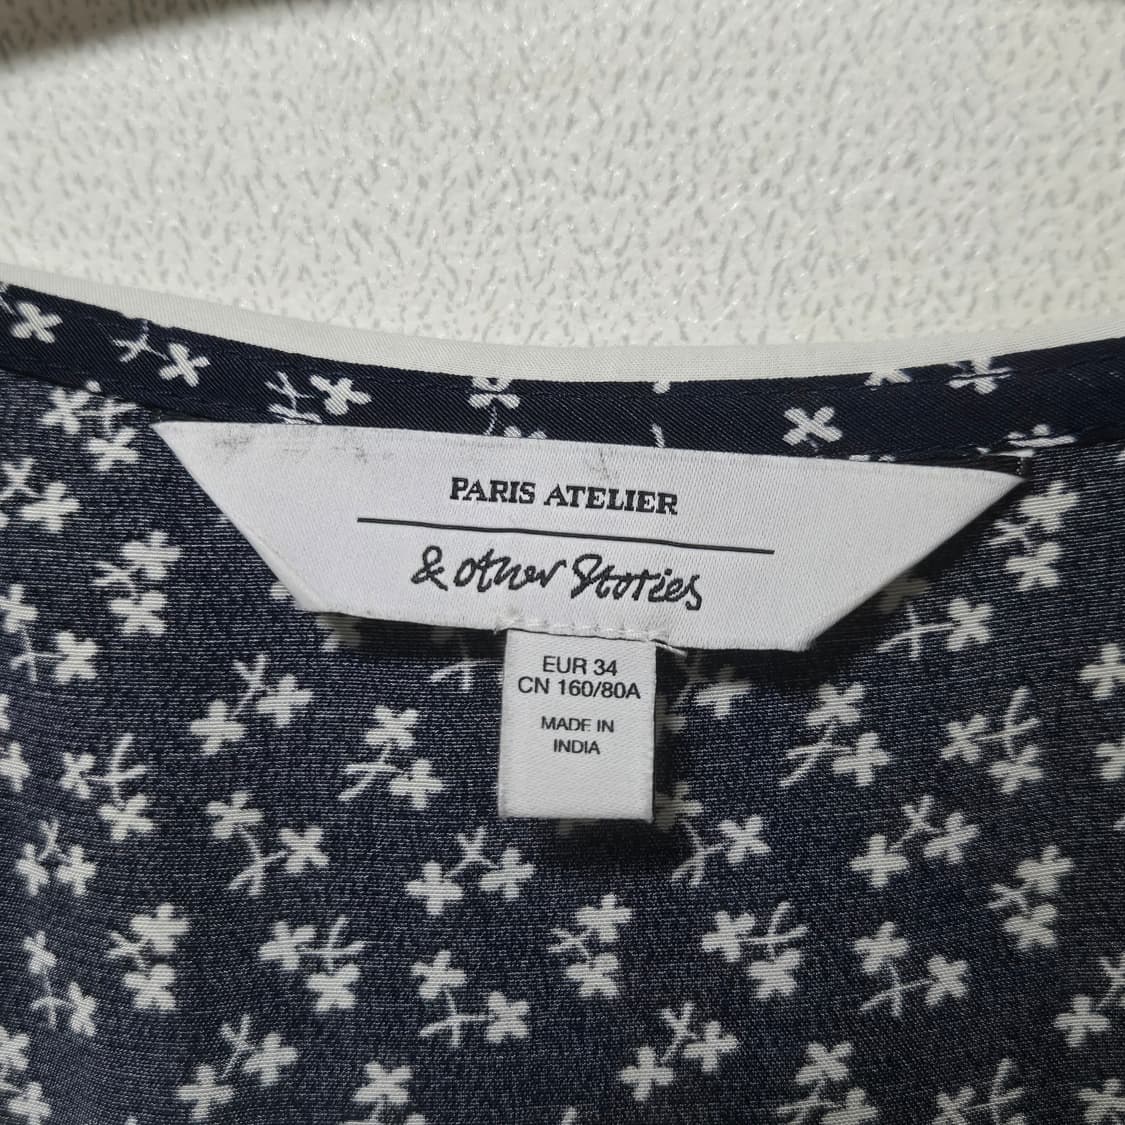 PARIS ATELIER
& other Stories
EUR 34
CN 160/80A
MADE IN
INDIA